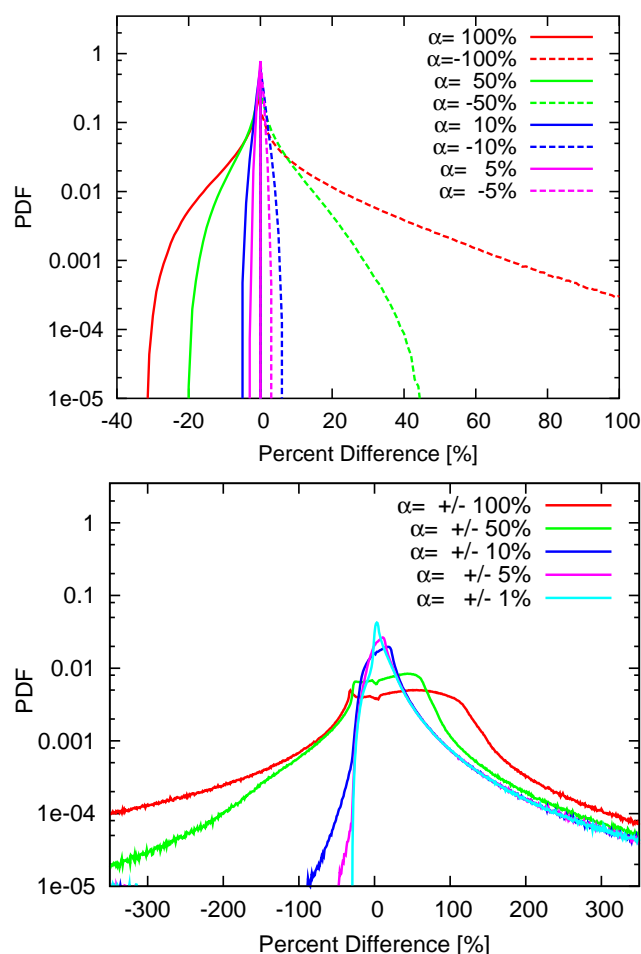 α= 100%
α=-100%
α= 50%
α= -50%
α= 10%
α= -10%
α= 5%
α= -5%
1
0.1
0.01
0.001
1e-04
1e-05
PDF
-40 -20 0 20 40 60 80 100
Percent Difference [%]
α= +/- 100%
α= +/- 50%
α= +/- 10%
α= +/- 5%
α= +/- 1%
1
0.1
0.01
0.001
1e-04
1e-05
PDF
-300 -200 -100 0 100 200 300
Percent Difference [%]